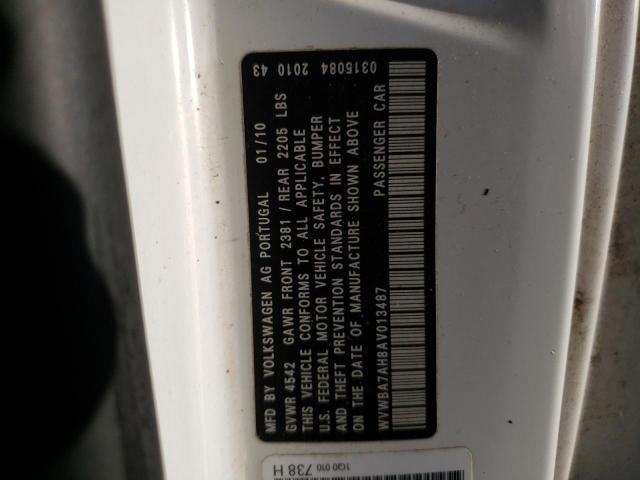 0315084 2010 43
MFD BY VOLKSWAGEN AG PORTUGAL 01/10
GVWR 4542 GAWR FRONT 2381 / REAR 2205 LBS
THIS VEHICLE CONFORMS TO ALL APPLICABLE
U.S. FEDERAL MOTOR VEHICLE SAFETY, BUMPER
AND THEFT PREVENTION STANDARDS IN EFFECT
ON THE DATE OF MANUFACTURE SHOWN ABOVE
WVWBA7AH8AV013487 PASSENGER CAR
1Q0 010 738 H